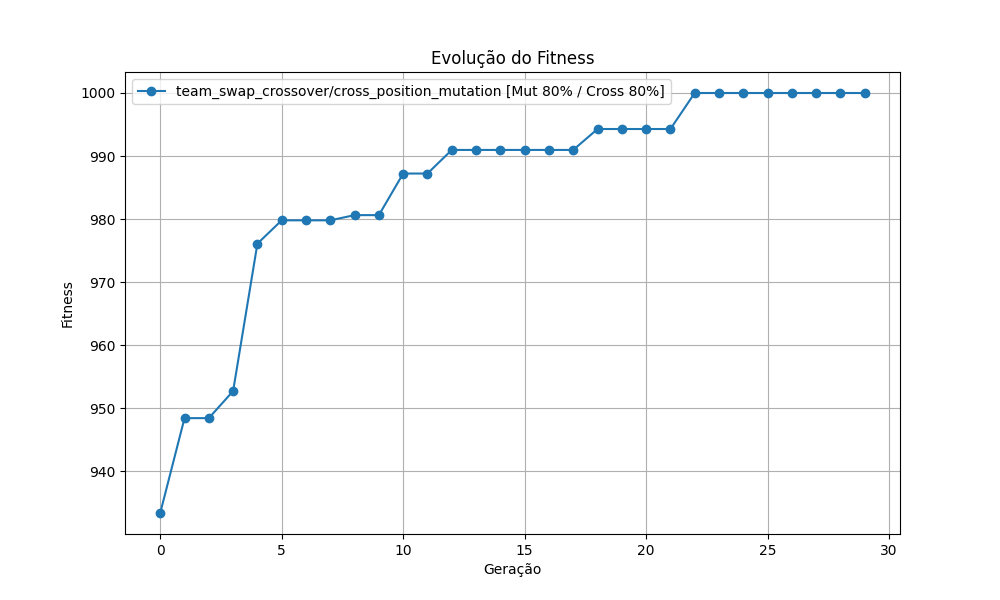 Evolução do Fitness
team_swap_crossover/cross_position_mutation [Mut 80% / Cross 80%]
1000
990
980
970
960
950
940
Fitness
0 5 10 15 20 25 30
Geração